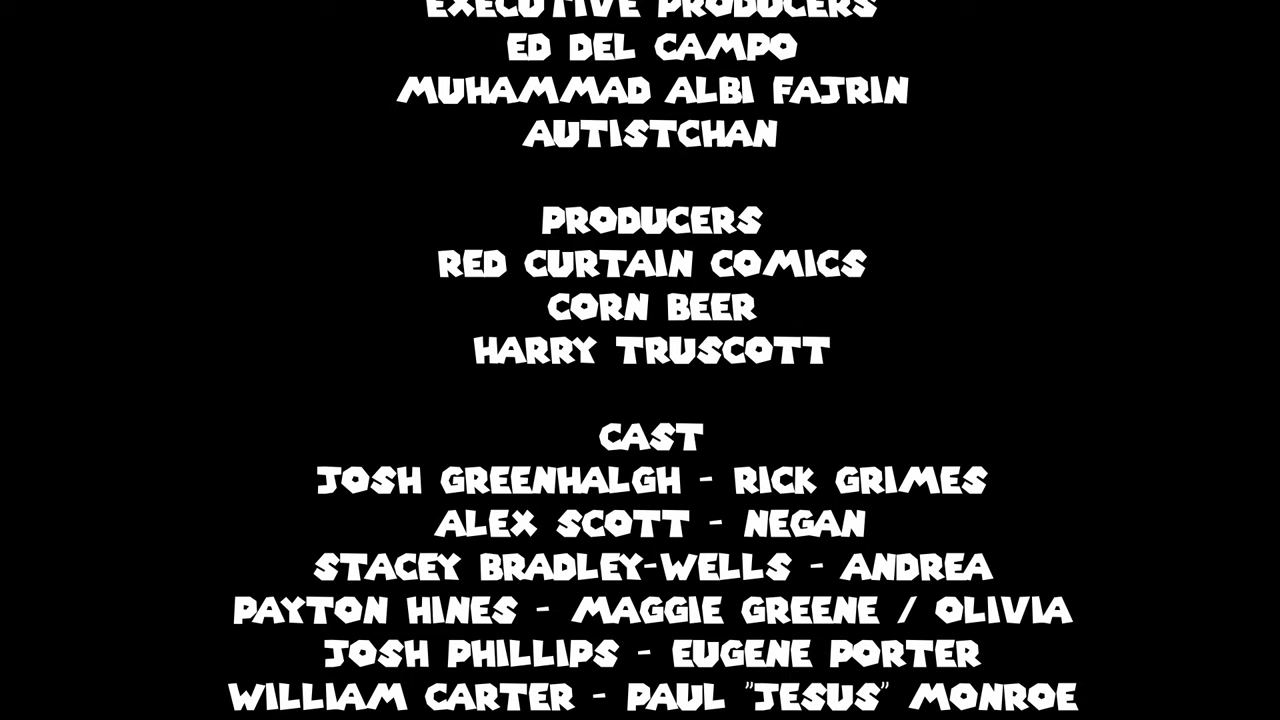 EXECUTIVE PRODUCERS
ED DEL CAMPO
MUHAMMAD ALBI FAJRIN
AUTISTCHAN
PRODUCERS
RED CURTAIN COMICS
CORN BEER
HARRY TRUSCOTT
CAST
JOSH GREENHALGH - RICK GRIMES
ALEX SCOTT - NEGAN
STACEY BRADLEY-WELLS - ANDREA
PAYTON HINES - MAGGIE GREENE / OLIVIA
JOSH PHILLIPS - EUGENE PORTER
WILLIAM CARTER - PAUL "JESUS" MONROE